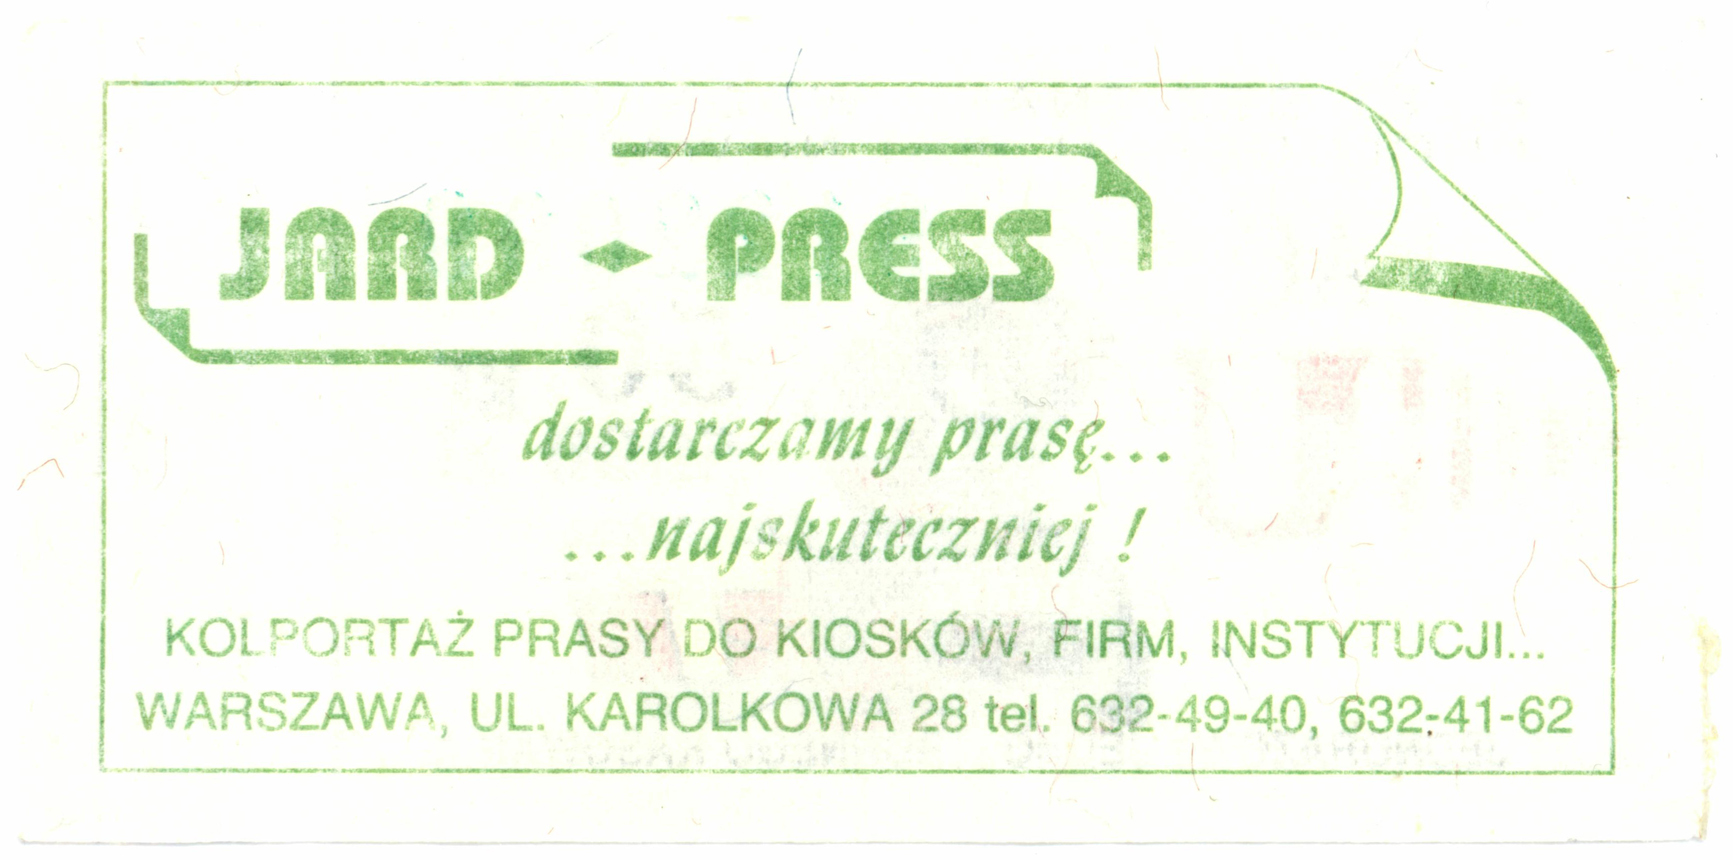 JARD PRESS
dostarczamy prasę...
...najskuteczniej !
KOLPORTAŻ PRASY DO KIOSKÓW, FIRM, INSTYTUCJI...
WARSZAWA, UL. KAROLKOWA 28 tel. 632-49-40, 632-41-62